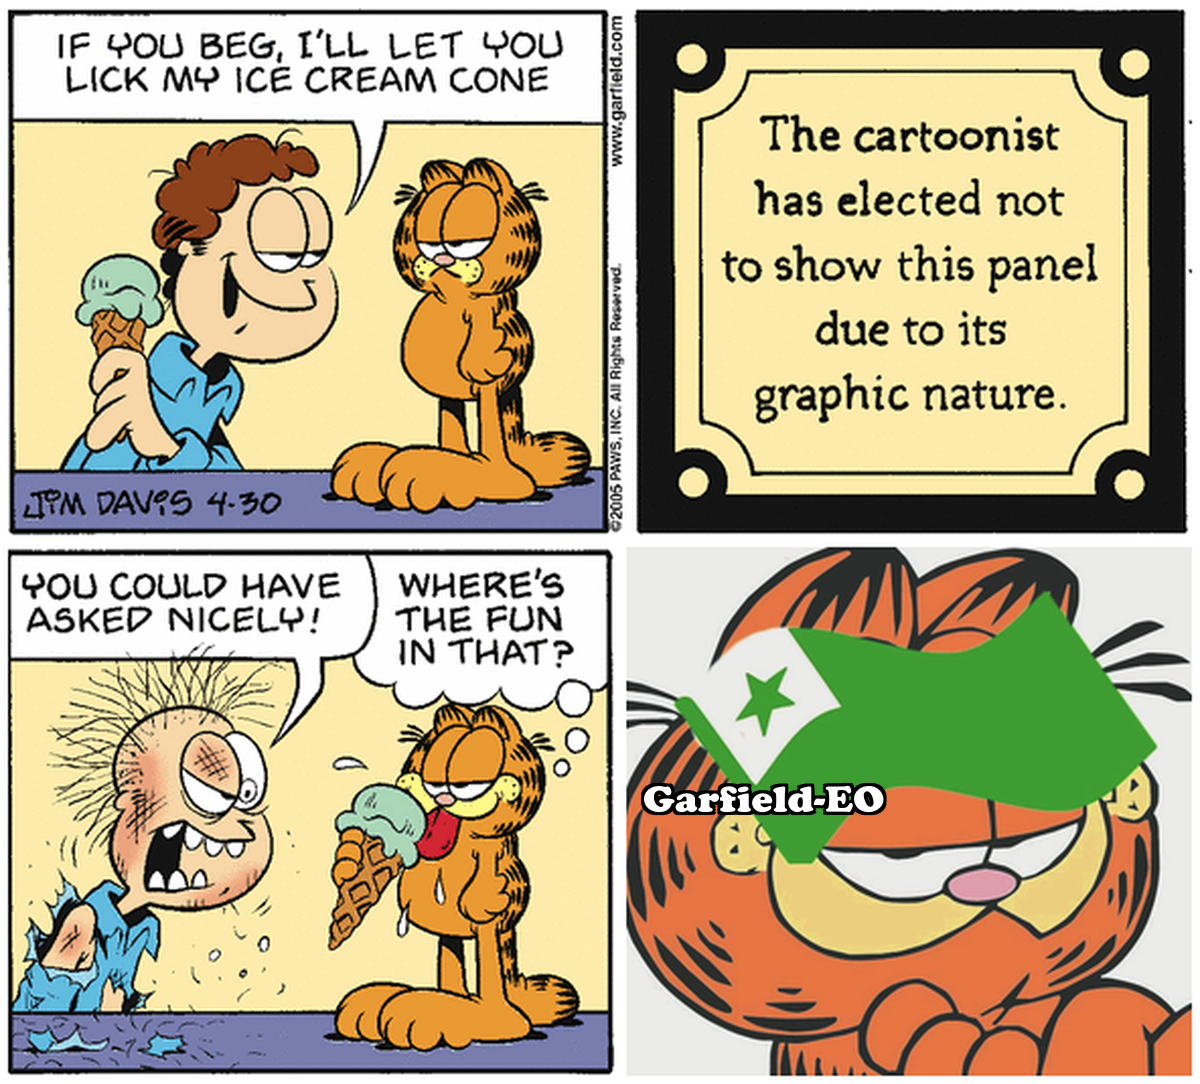 IF YOU BEG, I'LL LET YOU
LICK MY ICE CREAM CONE
JIM DAVIS 4-30
www.garfield.com
©2005 PAWS, INC. All Rights Reserved.
The cartoonist
has elected not
to show this panel
due to its
graphic nature.
YOU COULD HAVE
ASKED NICELY!
WHERE'S
THE FUN
IN THAT?
Garfield-EO